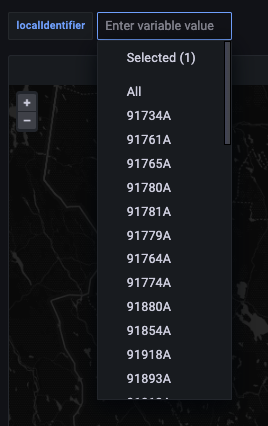 localIdentifier Enter variable value
Selected (1)
All
91734A
91761A
91765A
91780A
91781A
91779A
91764A
91774A
91880A
91854A
91918A
91893A